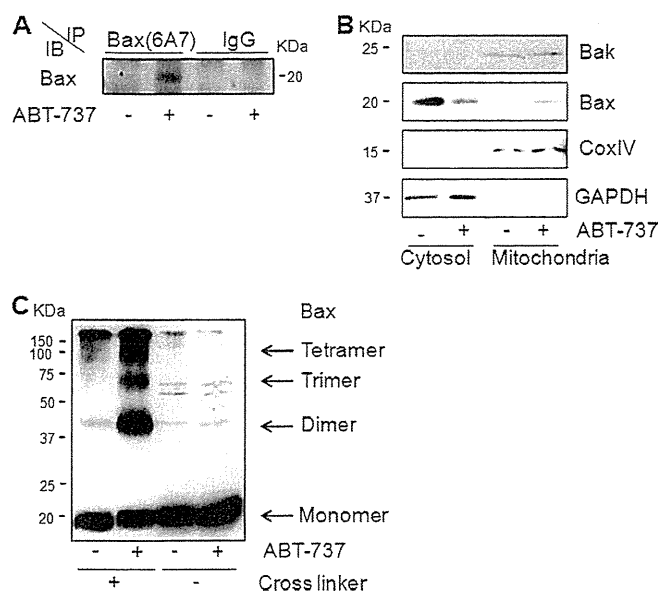 A
IB IP
Bax(6A7) IgG
KDa
Bax
-20
ABT-737 - + - +
B
KDa
25 - Bak
20 - Bax
15 - CoxIV
37 - GAPDH
- + - + ABT-737
Cytosol Mitochondria
C
KDa
Bax
150 -
100 - ← Tetramer
75 - ← Trimer
50 -
← Dimer
37 -
25 -
20 - ← Monomer
- + - + ABT-737
+ - Cross linker